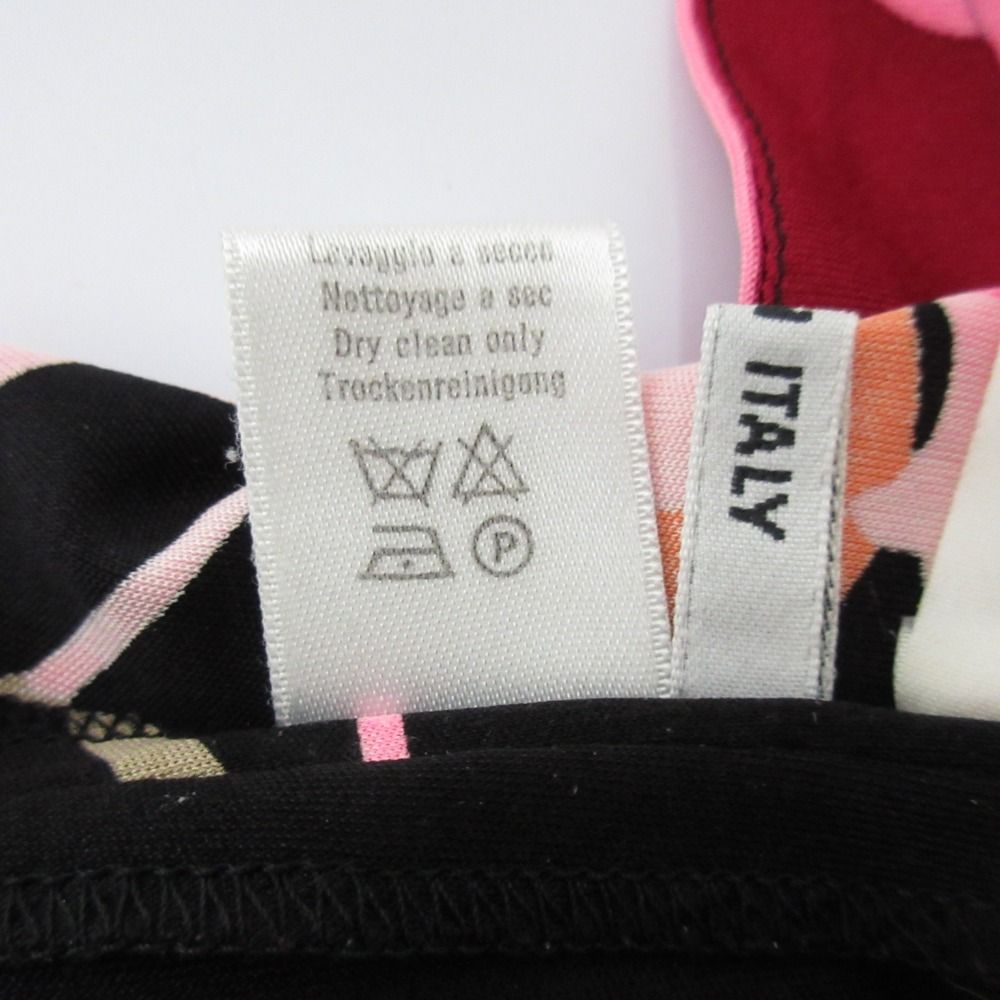 Lavaggio a secco
Nettoyage a sec
Dry clean only
Trockenreinigung
P
ITALY